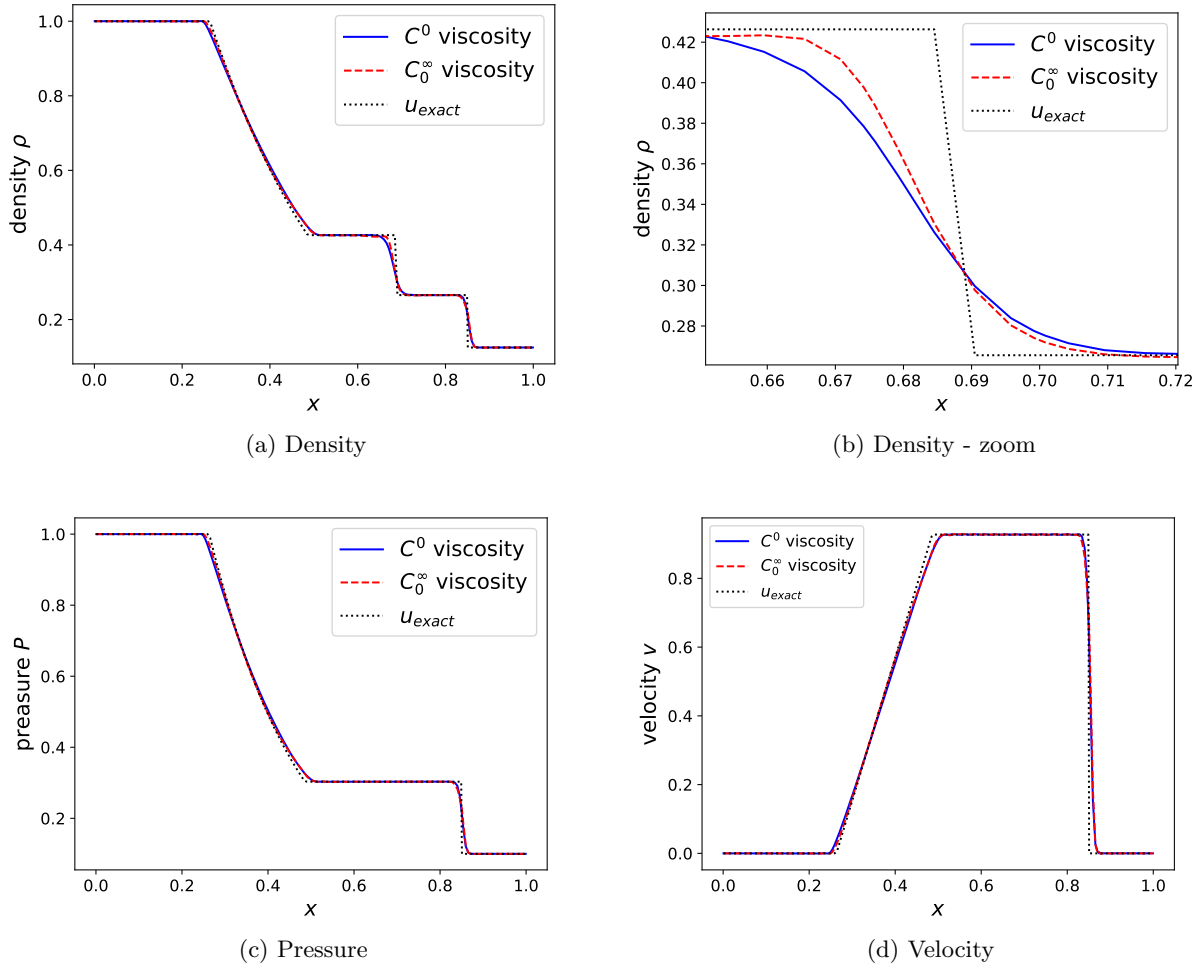 1.0
0.8
0.6
0.4
0.2
density ρ
C⁰ viscosity
C₀^∞ viscosity
u_exact
0.0 0.2 0.4 0.6 0.8 1.0
x
(a) Density
0.42
0.40
0.38
0.36
0.34
0.32
0.30
0.28
density ρ
C⁰ viscosity
C₀^∞ viscosity
u_exact
0.66 0.67 0.68 0.69 0.70 0.71 0.72
x
(b) Density - zoom
1.0
0.8
0.6
0.4
0.2
preasure P
C⁰ viscosity
C₀^∞ viscosity
u_exact
0.0 0.2 0.4 0.6 0.8 1.0
x
(c) Pressure
0.8
0.6
0.4
0.2
0.0
velocity v
C⁰ viscosity
C₀^∞ viscosity
u_exact
0.0 0.2 0.4 0.6 0.8 1.0
x
(d) Velocity